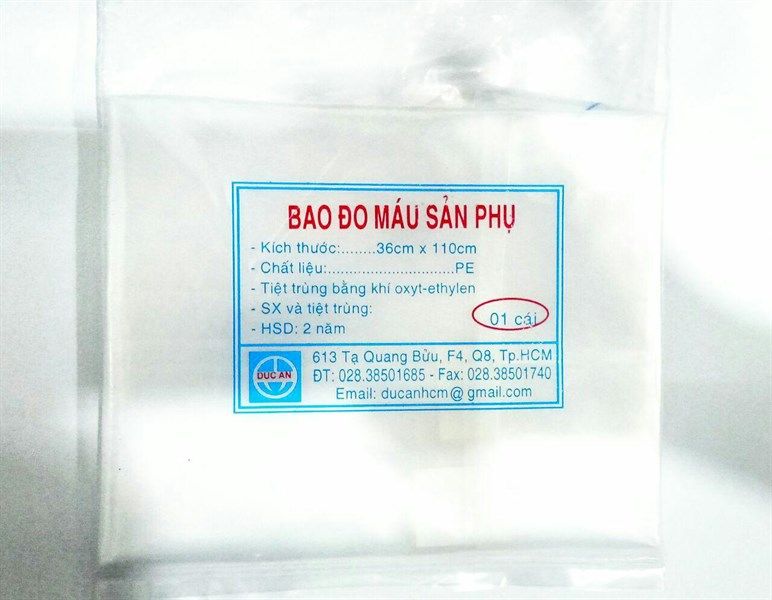 BAO ĐO MÁU SẢN PHỤ
- Kích thước:........36cm x 110cm
- Chất liệu:..............................PE
- Tiệt trùng bằng khí oxyt-ethylen
- SX và tiệt trùng:
01 cái
- HSD: 2 năm
DUC AN
613 Tạ Quang Bửu, F4, Q8, Tp.HCM
ĐT: 028.38501685 - Fax: 028.38501740
Email: ducanhcm@gmail.com